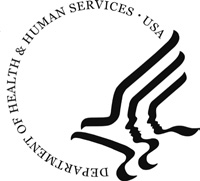 DEPARTMENT OF HEALTH & HUMAN SERVICES · USA